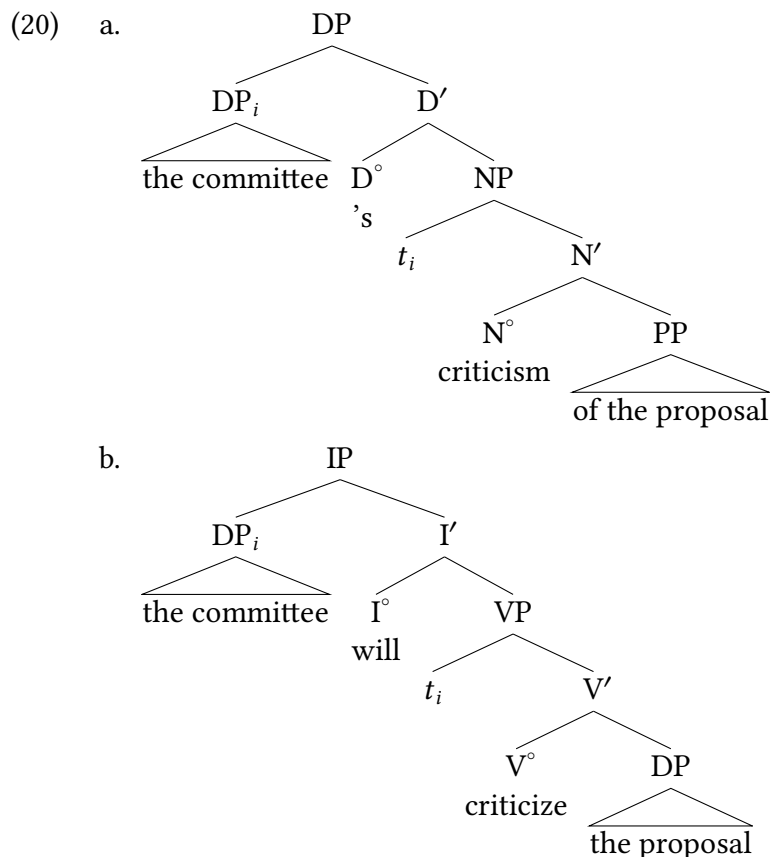 (20) a. DP
DPᵢ D′
the committee D° NP
's
tᵢ N′
N° PP
criticism
of the proposal
b. IP
DPᵢ I′
the committee I° VP
will
tᵢ V′
V° DP
criticize
the proposal